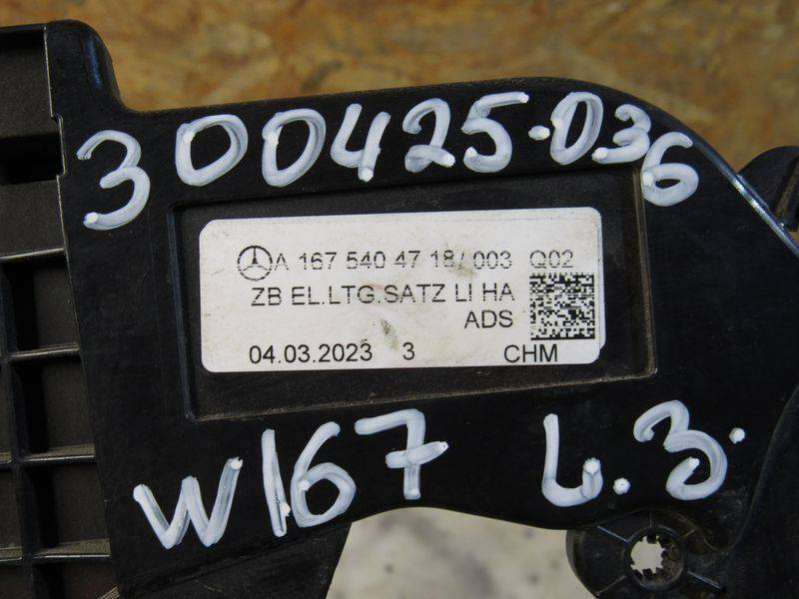 300425-036
A 167 540 47 18/ 003 Q02
ZB EL.LTG.SATZ LI HA
ADS
04.03.2023 3 CHM
W167 L.3.